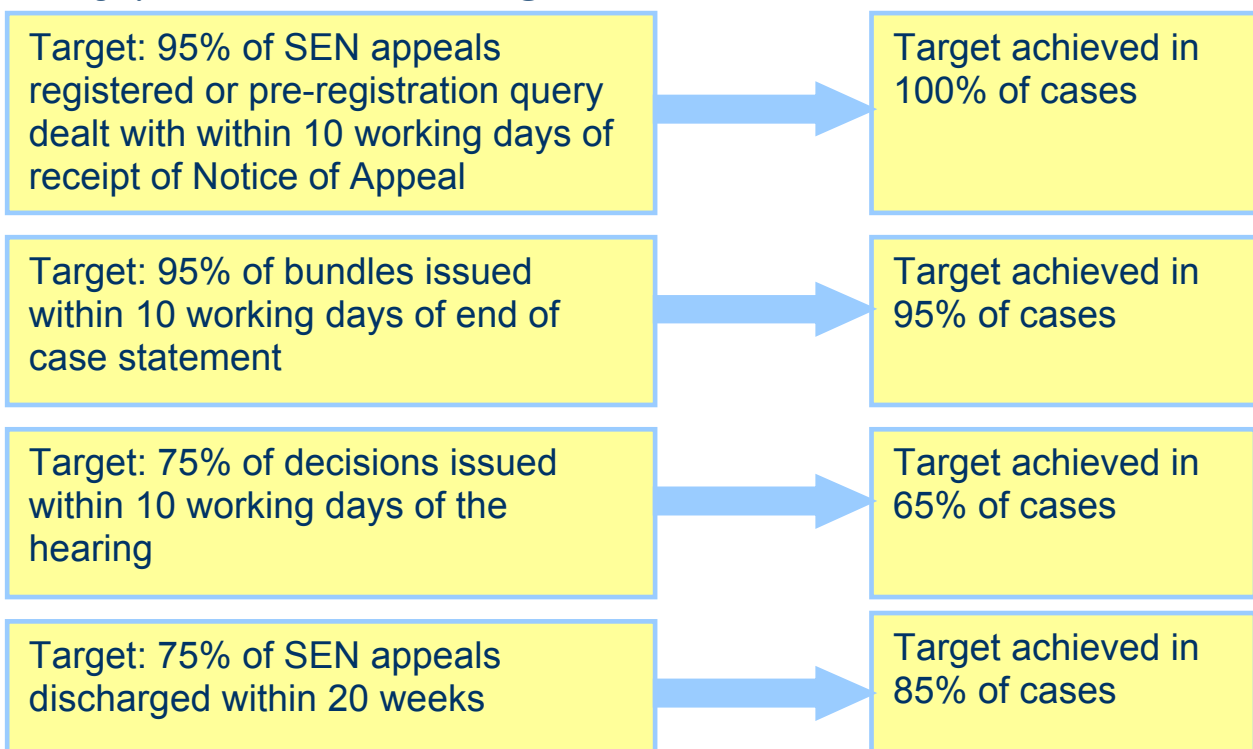 Target: 95% of SEN appeals
registered or pre-registration query
dealt with within 10 working days of
receipt of Notice of Appeal
Target achieved in
100% of cases
Target: 95% of bundles issued
within 10 working days of end of
case statement
Target achieved in
95% of cases
Target: 75% of decisions issued
within 10 working days of the
hearing
Target achieved in
65% of cases
Target: 75% of SEN appeals
discharged within 20 weeks
Target achieved in
85% of cases